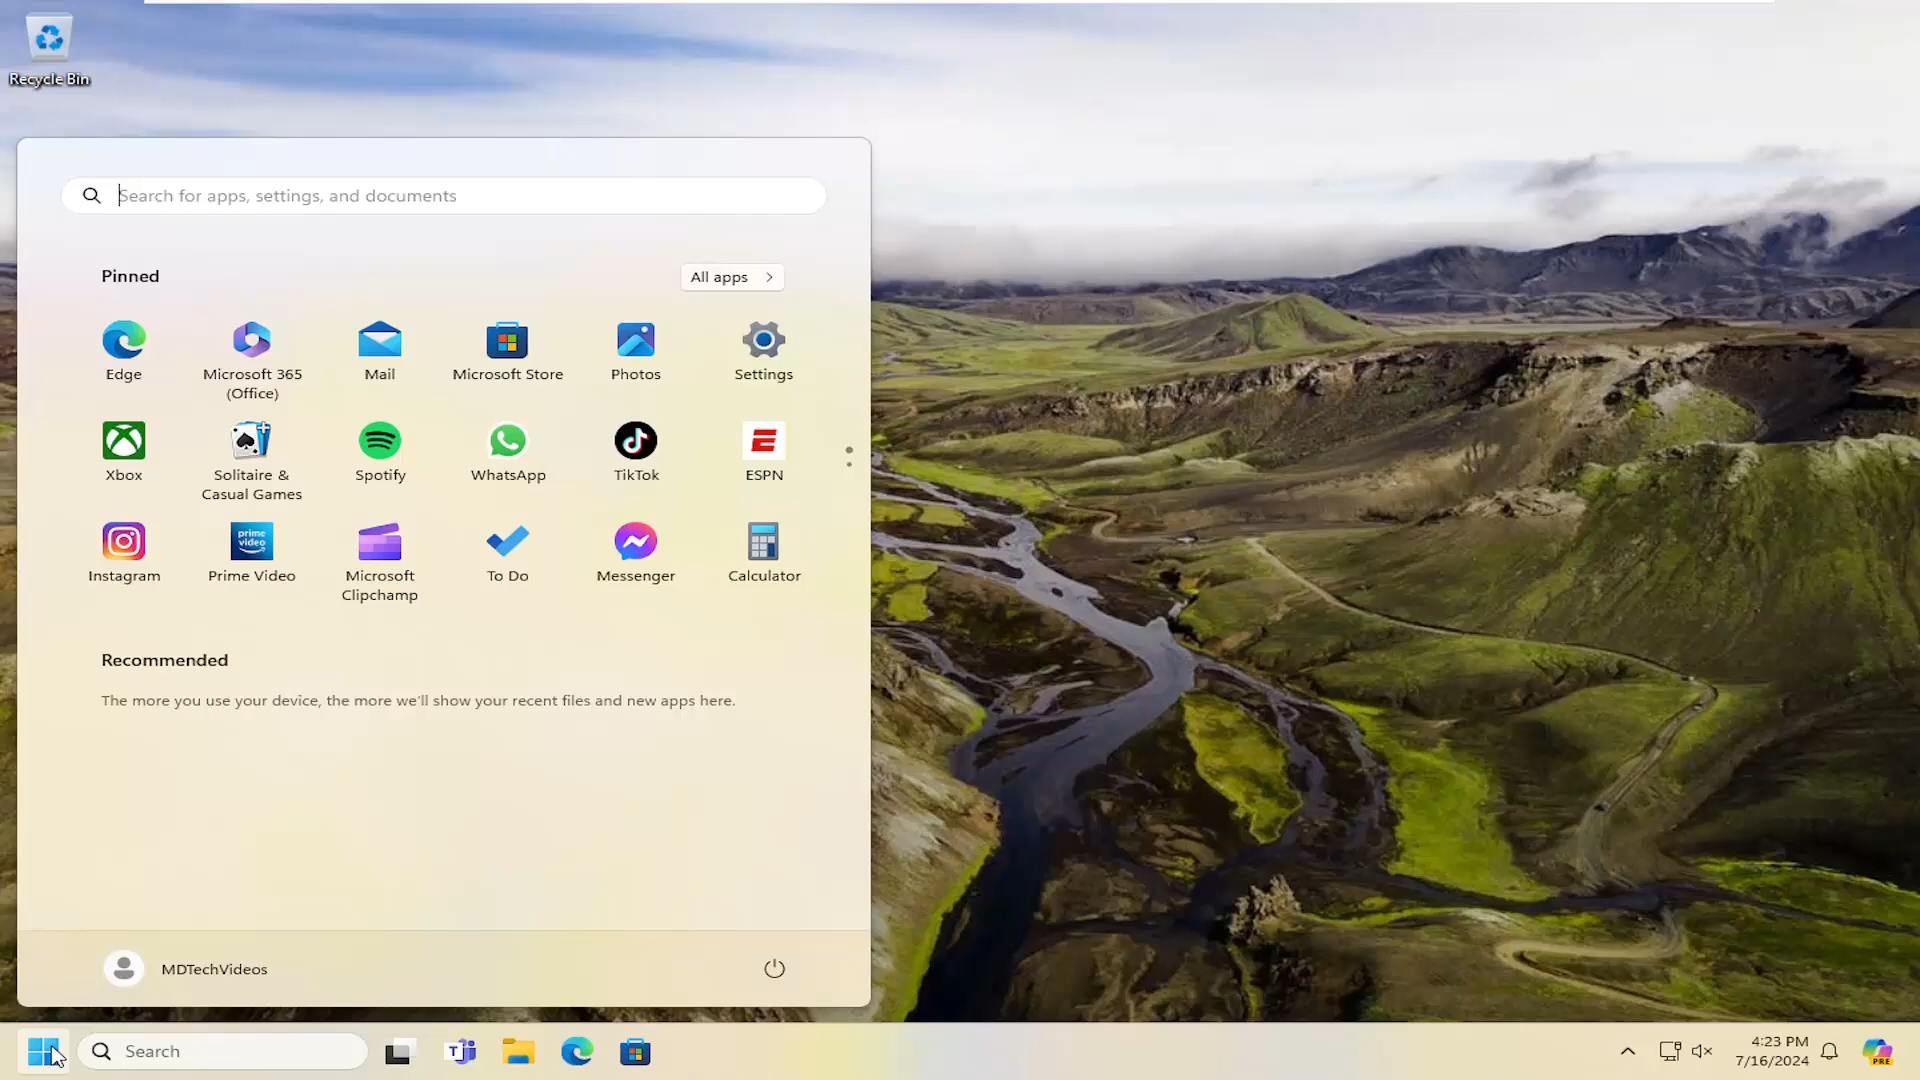 Recycle Bin
Search for apps, settings, and documents
Pinned
All apps
Edge
Microsoft 365
(Office)
Mail
Microsoft Store
Photos
Settings
Xbox
Solitaire &
Casual Games
Spotify
WhatsApp
TikTok
ESPN
prime
video
Instagram
Prime Video
Microsoft
Clipchamp
To Do
Messenger
Calculator
Recommended
The more you use your device, the more we'll show your recent files and new apps here.
MDTechVideos
Search
4:23 PM
7/16/2024
PRE